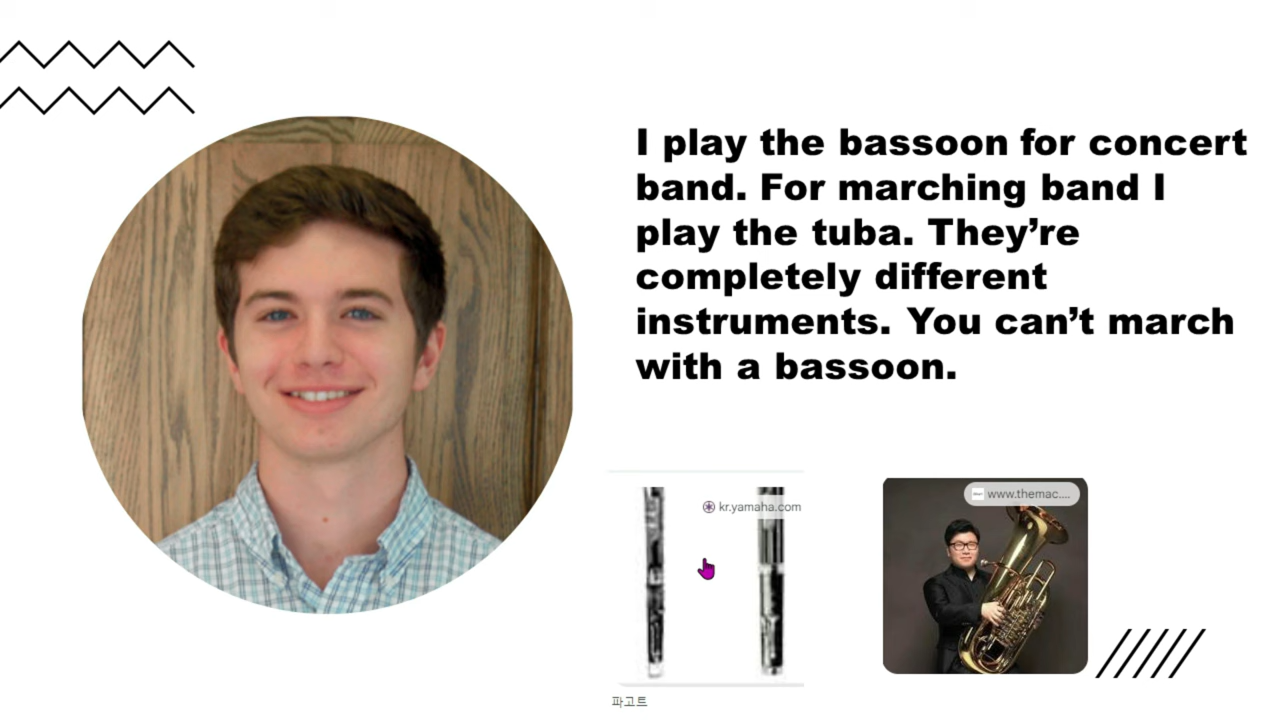 I play the bassoon for concert
band. For marching band I
play the tuba. They’re
completely different
instruments. You can’t march
with a bassoon.
kr.yamaha.com
www.themac....
파고트